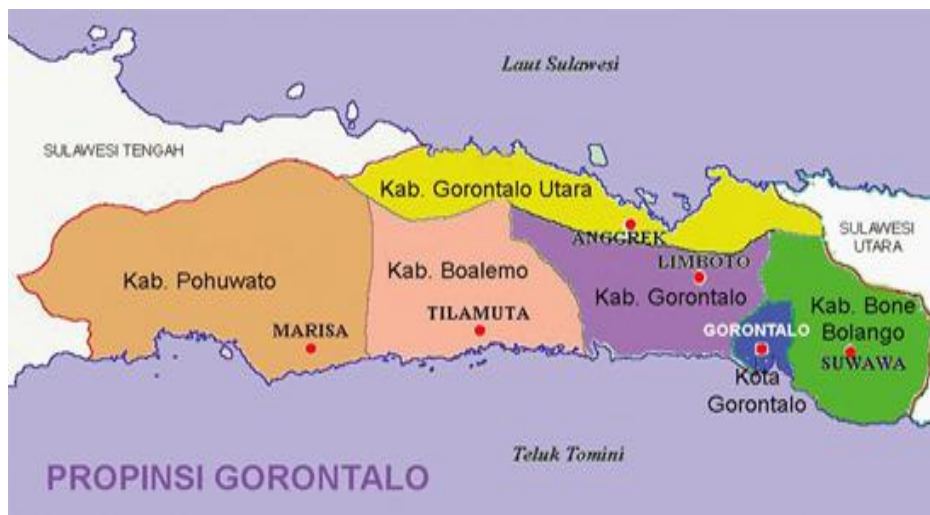 Laut Sulawesi
SULAWESI TENGAH
Kab. Gorontalo Utara
SULAWESI
UTARA
ANGGREK
LIMBOTO
Kab. Pohuwato
Kab. Boalemo
Kab. Gorontalo
Kab. Bone
Bolango
MARISA
TILAMUTA
GORONTALO
SUWAWA
Kota
Gorontalo
Teluk Tomini
PROPINSI GORONTALO